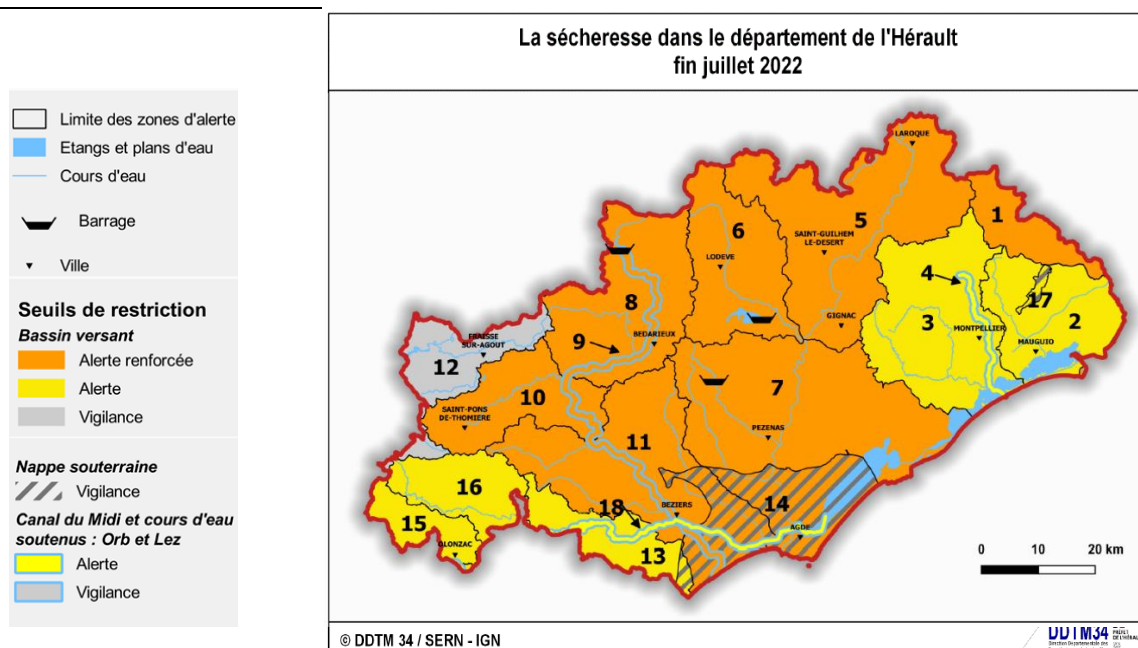 La sécheresse dans le département de l'Hérault
fin juillet 2022
Limite des zones d'alerte
Etangs et plans d'eau
Cours d'eau
Barrage
Ville
Seuils de restriction
Bassin versant
Alerte renforcée
Alerte
Vigilance
Nappe souterraine
Vigilance
Canal du Midi et cours d'eau
soutenus : Orb et Lez
Alerte
Vigilance
LAROQUE
1
5
6
SAINT-GUILHEM
LE-DESERT
LODEVE
4
17
8
GIGNAC
3
MONTPELLIER
2
MAUGUIO
BEDARIEUX
9
FRAISSE
SUR-AGOUT
12
10
7
SAINT-PONS
DE-THOMIERE
PEZENAS
11
16
14
18
BEZIERS
AGDE
15
OLONZAC
13
0 10 20 km
© DDTM 34 / SERN - IGN
DDTM34